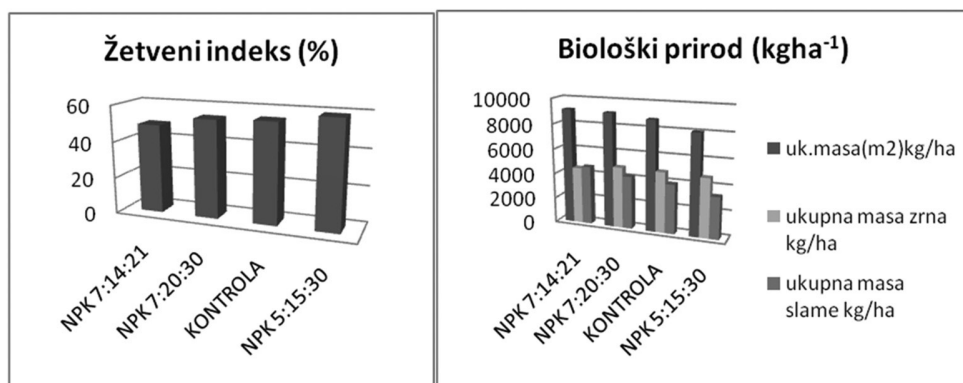 Žetveni indeks (%)
60
40
20
0
NPK 7:14:21
NPK 7:20:30
KONTROLA
NPK 5:15:30
Biološki prirod (kgha-1)
10000
8000
6000
4000
2000
0
NPK 7:14:21
NPK 7:20:30
KONTROLA
NPK 5:15:30
uk.masa(m2)kg/ha
ukupna masa zrna
kg/ha
ukupna masa
slame kg/ha